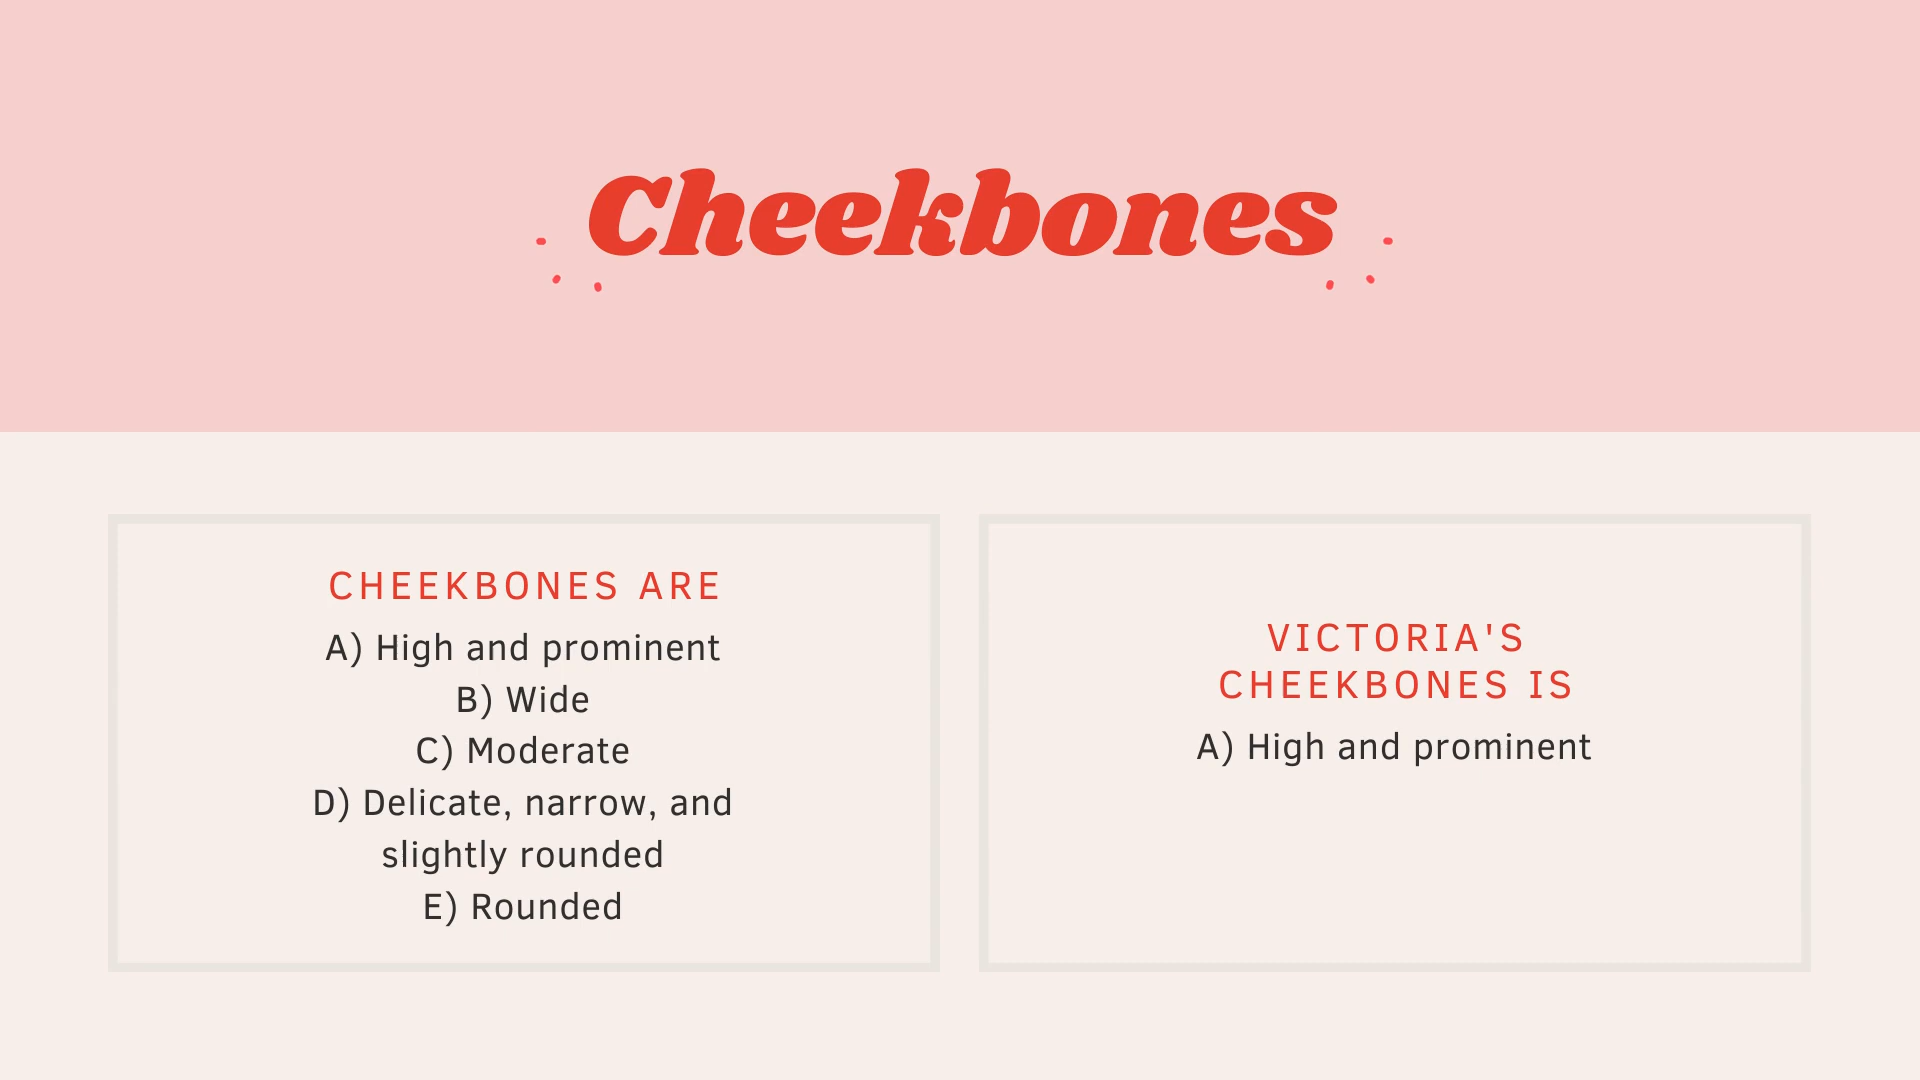 Cheekbones
CHEEKBONES ARE
A) High and prominent
B) Wide
C) Moderate
D) Delicate, narrow, and
slightly rounded
E) Rounded
VICTORIA'S
CHEEKBONES IS
A) High and prominent